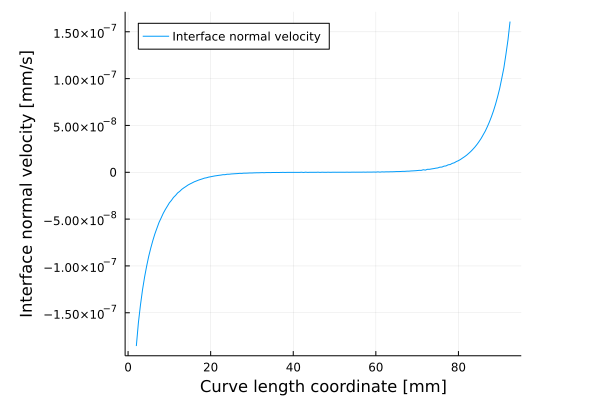 Interface normal velocity
Interface normal velocity [mm/s]
1.50×10⁻⁷
1.00×10⁻⁷
5.00×10⁻⁸
0
−5.00×10⁻⁸
−1.00×10⁻⁷
−1.50×10⁻⁷
0 20 40 60 80
Curve length coordinate [mm]